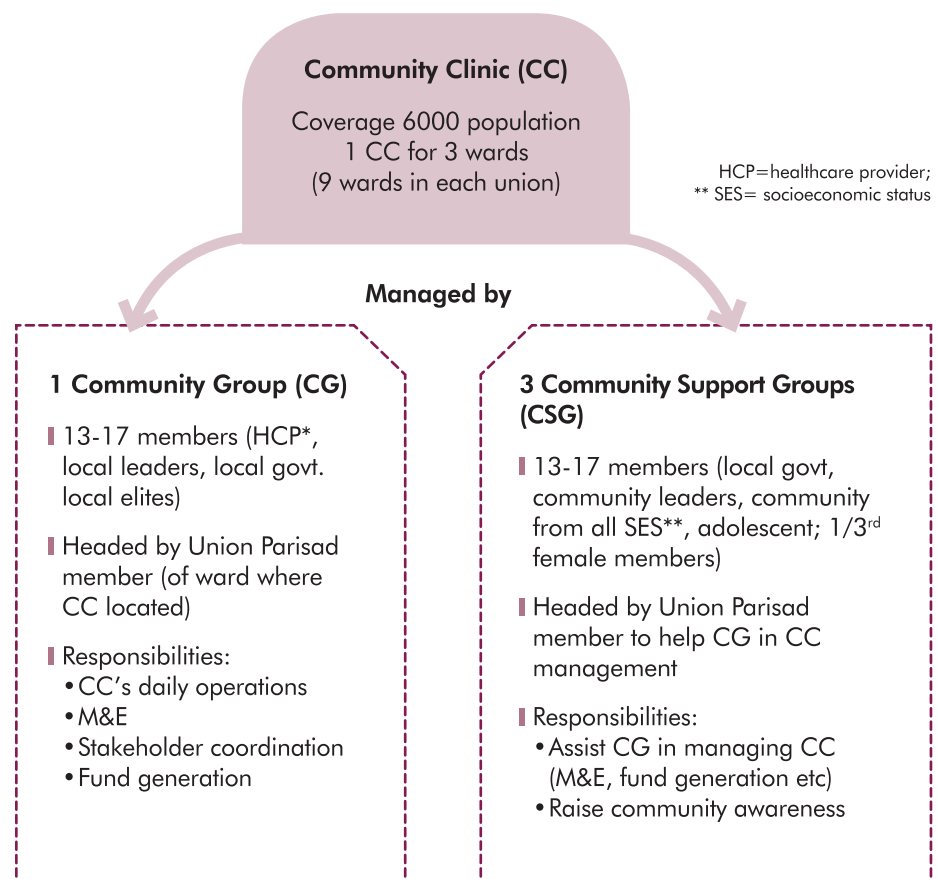 Community Clinic (CC)
Coverage 6000 population
1 CC for 3 wards
(9 wards in each union)
HCP=healthcare provider;
** SES= socioeconomic status
Managed by
1 Community Group (CG)
13-17 members (HCP*,
local leaders, local govt.
local elites)
Headed by Union Parisad
member (of ward where
CC located)
Responsibilities:
• CC's daily operations
• M&E
• Stakeholder coordination
• Fund generation
3 Community Support Groups
(CSG)
13-17 members (local govt,
community leaders, community
from all SES**, adolescent; 1/3rd
female members)
Headed by Union Parisad
member to help CG in CC
management
Responsibilities:
• Assist CG in managing CC
(M&E, fund generation etc)
• Raise community awareness